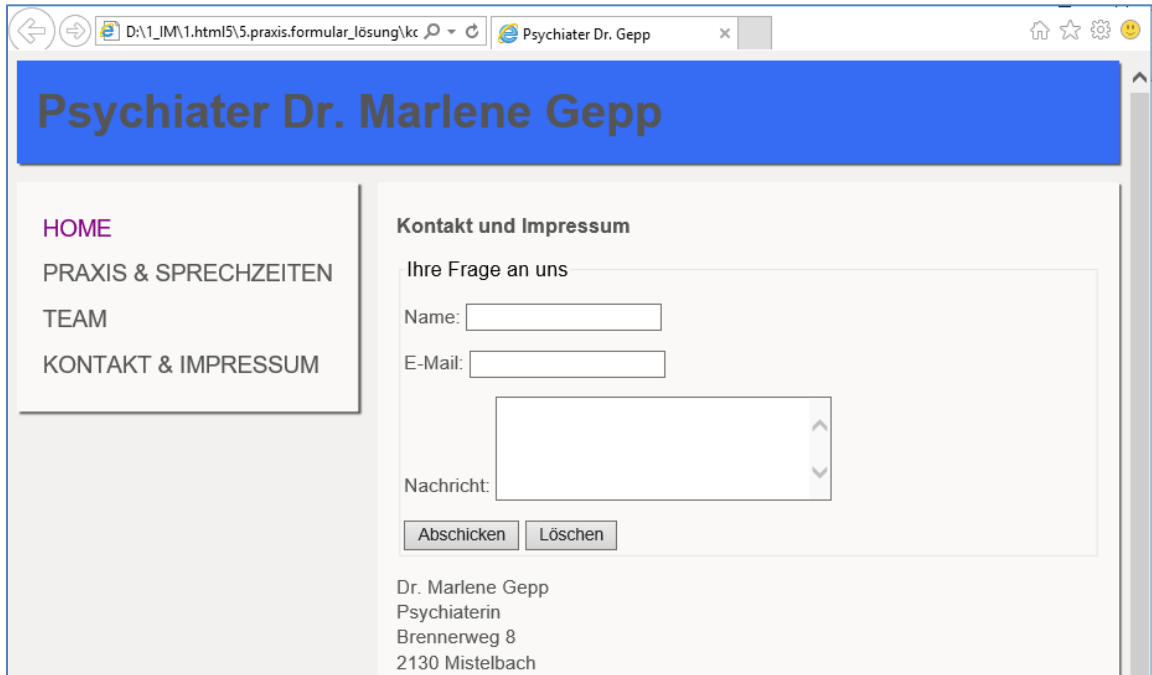 D:\1_IM\1.html5\5.praxis.formular_lösung\kc
Psychiater Dr. Gepp
Psychiater Dr. Marlene Gepp
HOME
PRAXIS & SPRECHZEITEN
TEAM
KONTAKT & IMPRESSUM
Kontakt und Impressum
Ihre Frage an uns
Name:
E-Mail:
Nachricht:
Abschicken Löschen
Dr. Marlene Gepp
Psychiaterin
Brennerweg 8
2130 Mistelbach